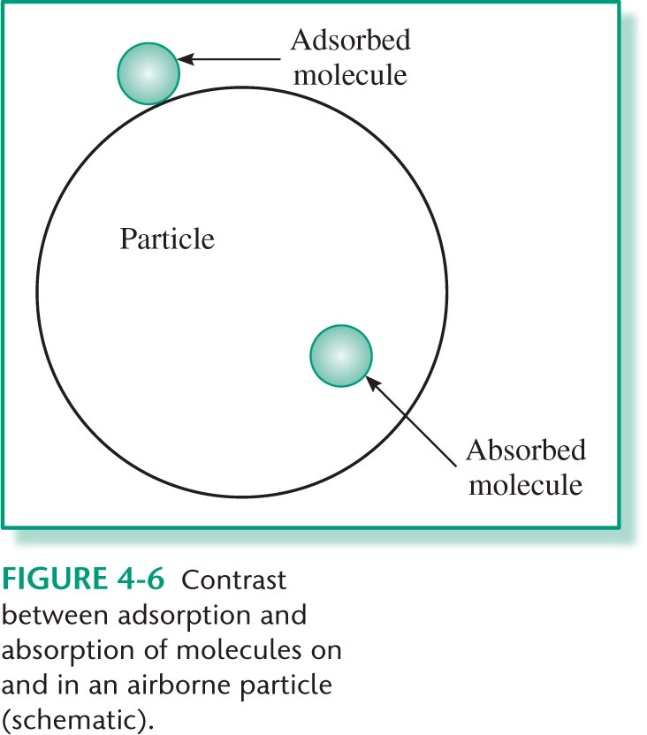 Adsorbed
molecule
Particle
Absorbed
molecule
FIGURE 4-6 Contrast
between adsorption and
absorption of molecules on
and in an airborne particle
(schematic).